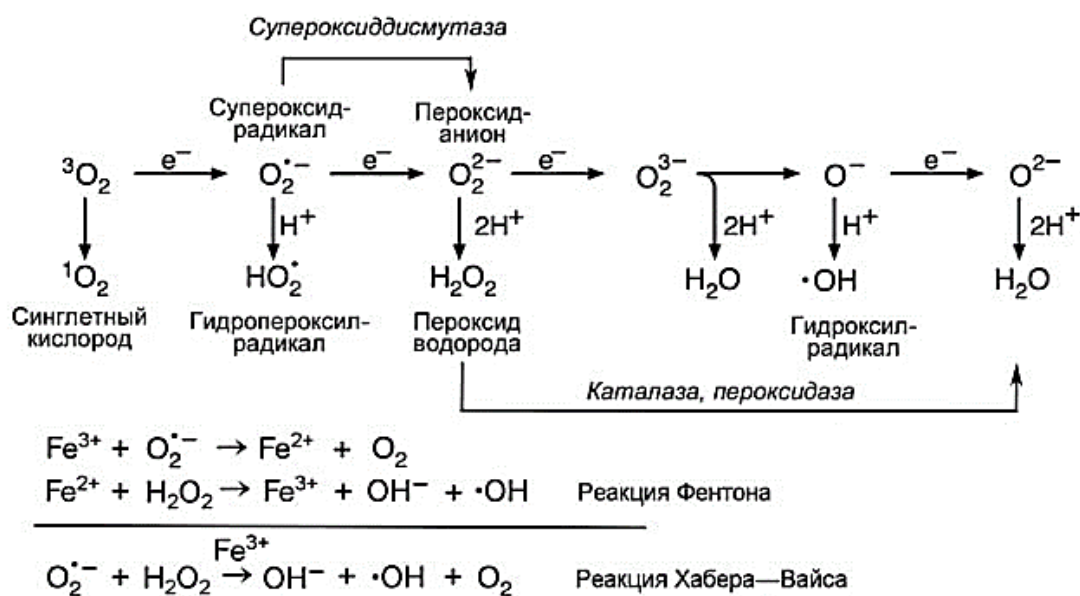 Супероксиддисмутаза
Супероксид-
радикал
Пероксид-
анион
³O₂ e⁻ O₂•⁻ e⁻ O₂²⁻ e⁻ O₂³⁻ O⁻ e⁻ O²⁻
H⁺ 2H⁺ 2H⁺ H⁺ 2H⁺
¹O₂ HO₂• H₂O₂ H₂O ·OH H₂O
Синглетный
кислород
Гидропероксил-
радикал
Пероксид
водорода
Гидроксил-
радикал
Каталаза, пероксидаза
Fe³⁺ + O₂•⁻ → Fe²⁺ + O₂
Fe²⁺ + H₂O₂ → Fe³⁺ + OH⁻ + ·OH Реакция Фентона
Fe³⁺
O₂•⁻ + H₂O₂ → OH⁻ + ·OH + O₂ Реакция Хабера—Вайса